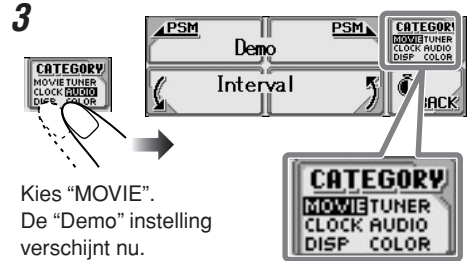 3
CATEGORY
MOVIE TUNER
CLOCK AUDIO
DISP COLOR
PSM PSM
Demo
Interval
CATEGORY
MOVIE TUNER
CLOCK AUDIO
DISP COLOR
BACK
CATEGORY
MOVIE TUNER
CLOCK AUDIO
DISP COLOR
Kies “MOVIE”.
De “Demo” instelling
verschijnt nu.